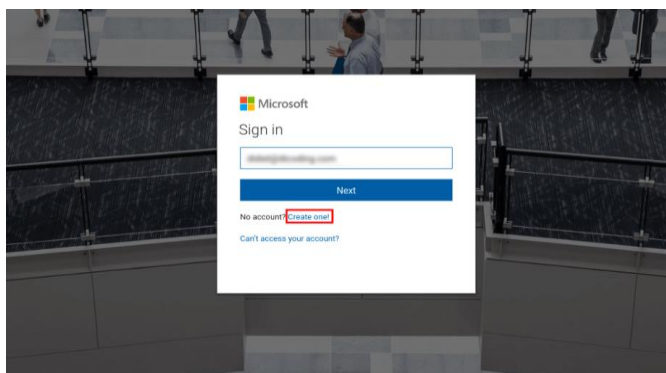 Microsoft
Sign in
Next
No account? Create one!
Can't access your account?